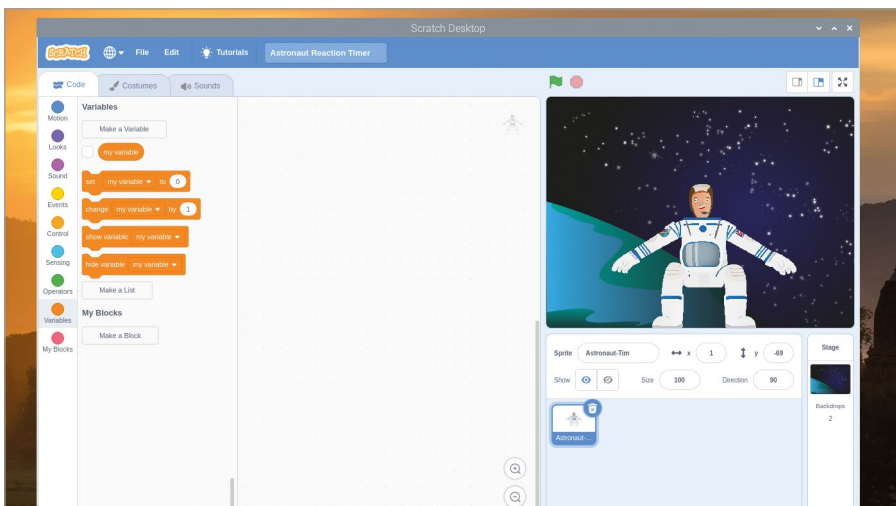 Scratch Desktop
SCRATCH
File Edit Tutorials Astronaut Reaction Timer
Code Costumes Sounds
Motion
Looks
Sound
Events
Control
Sensing
Operators
Variables
My Blocks
Variables
Make a Variable
my variable
set my variable to 0
change my variable by 1
show variable my variable
hide variable my variable
Make a List
My Blocks
Make a Block
Sprite Astronaut-Tim x 1 y -69
Show Size 100 Direction 90
Astronaut-...
Stage
Backdrops
2